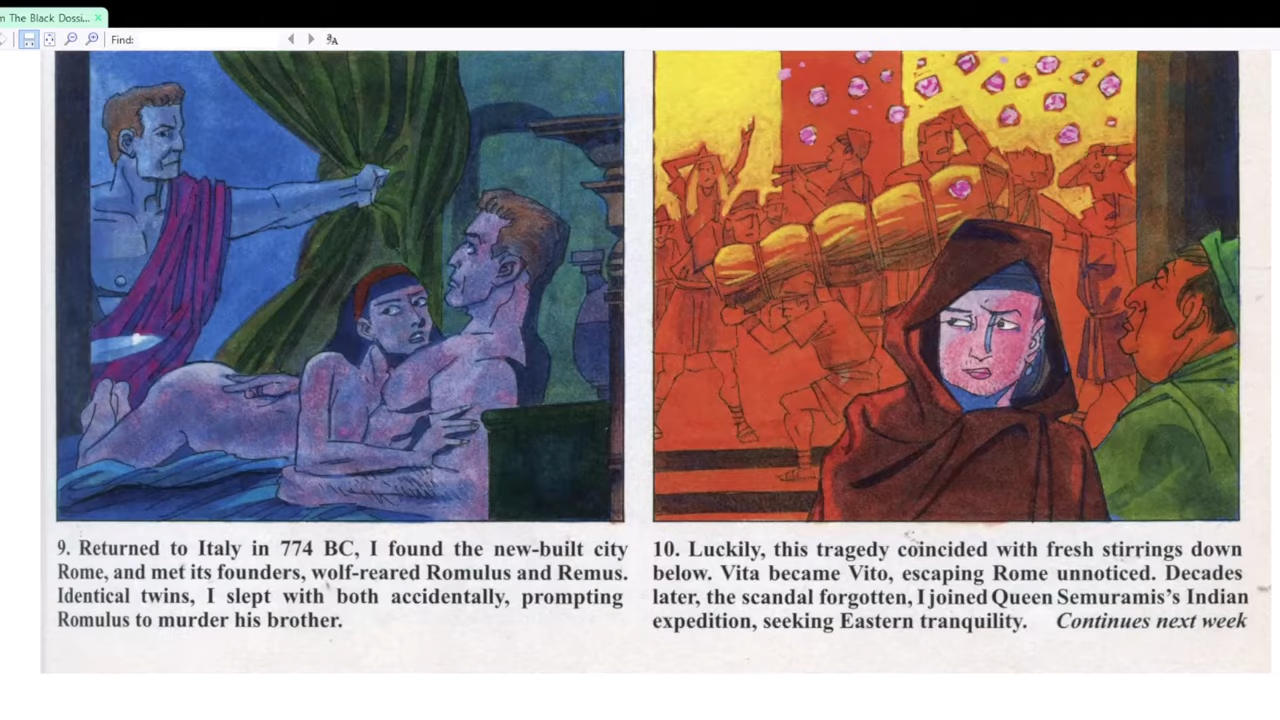 m The Black Dossi...
Find:
9. Returned to Italy in 774 BC, I found the new-built city
Rome, and met its founders, wolf-reared Romulus and Remus.
Identical twins, I slept with both accidentally, prompting
Romulus to murder his brother.
10. Luckily, this tragedy coincided with fresh stirrings down
below. Vita became Vito, escaping Rome unnoticed. Decades
later, the scandal forgotten, I joined Queen Semuramis's Indian
expedition, seeking Eastern tranquility. Continues next week